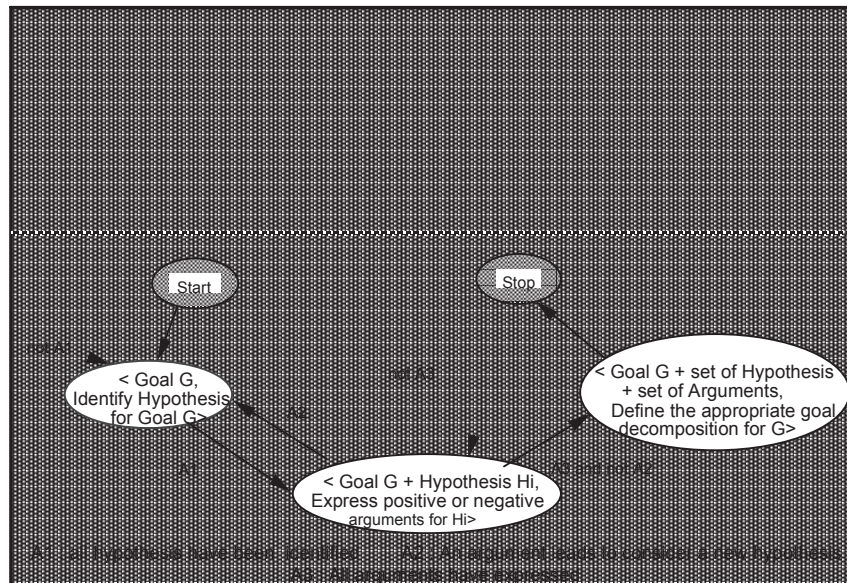 Start
Stop
not A1
< Goal G,
Identify Hypothesis
for Goal G>
not A3
< Goal G + set of Hypothesis
+ set of Arguments,
Define the appropriate goal
decomposition for G>
A2
A1
A3 and not A2
< Goal G + Hypothesis Hi,
Express positive or negative
arguments for Hi>
A1 : all hypothesis have been identified A2 : An argument leads to consider a new hypothesis
A3 : All arguments have expressed